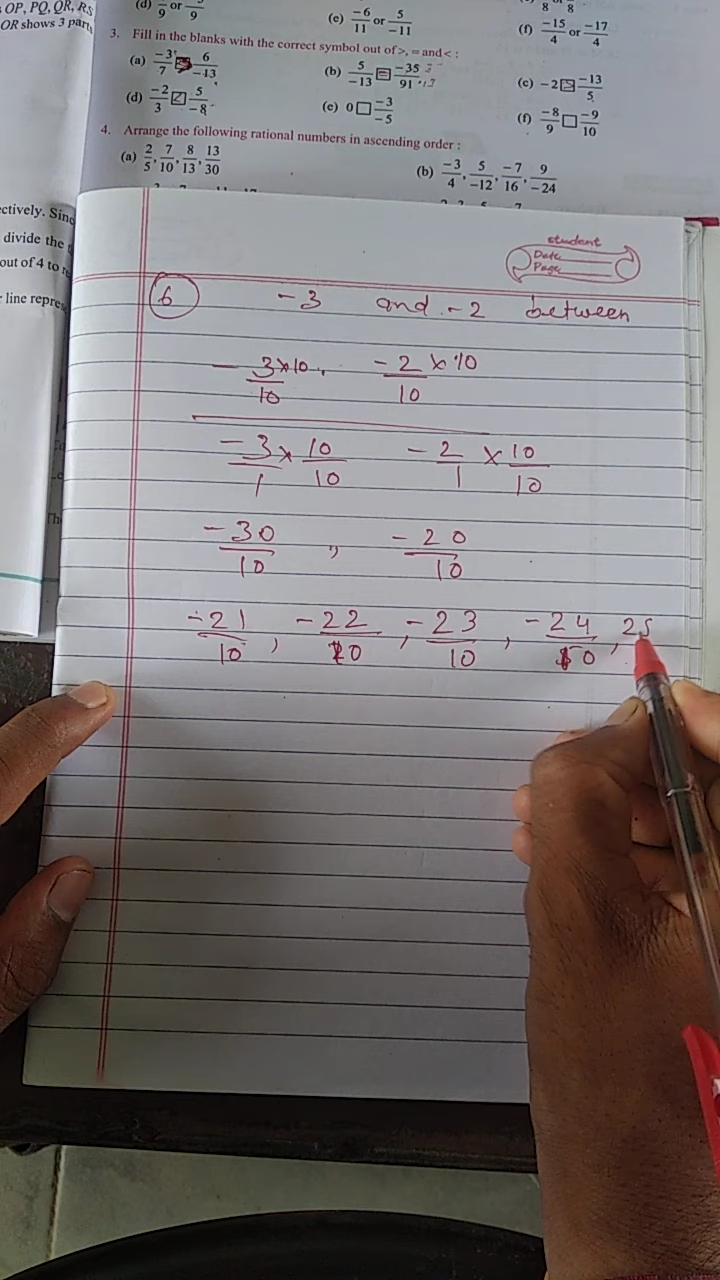 OP, PQ, QR, RS
OR shows 3 part
(d) /9 or /9
(e) -6/11 or 5/-11
(f) -15/4 or -17/4
3. Fill in the blanks with the correct symbol out of >, = and < :
(a) -3/7 6/-13
(b) 5/-13 = -35/91
(c) -2 > -13/5
(d) -2/3 5/-8
(e) 0 □ -3/-5
(f) -8/9 □ -9/10
4. Arrange the following rational numbers in ascending order :
(a) 2/5, 7/10, 8/13, 13/30
(b) -3/4, 5/-12, -7/16, 9/-24
ectively. Sinc
divide the
out of 4 to
line repres
student
Date
Page
6 -3 and -2 between
-3×10/10, -2×10/10
-3/1 × 10/10 -2/1 × 10/10
-30/10, -20/10
-21/10, -22/10, -23/10, -24/10, 25